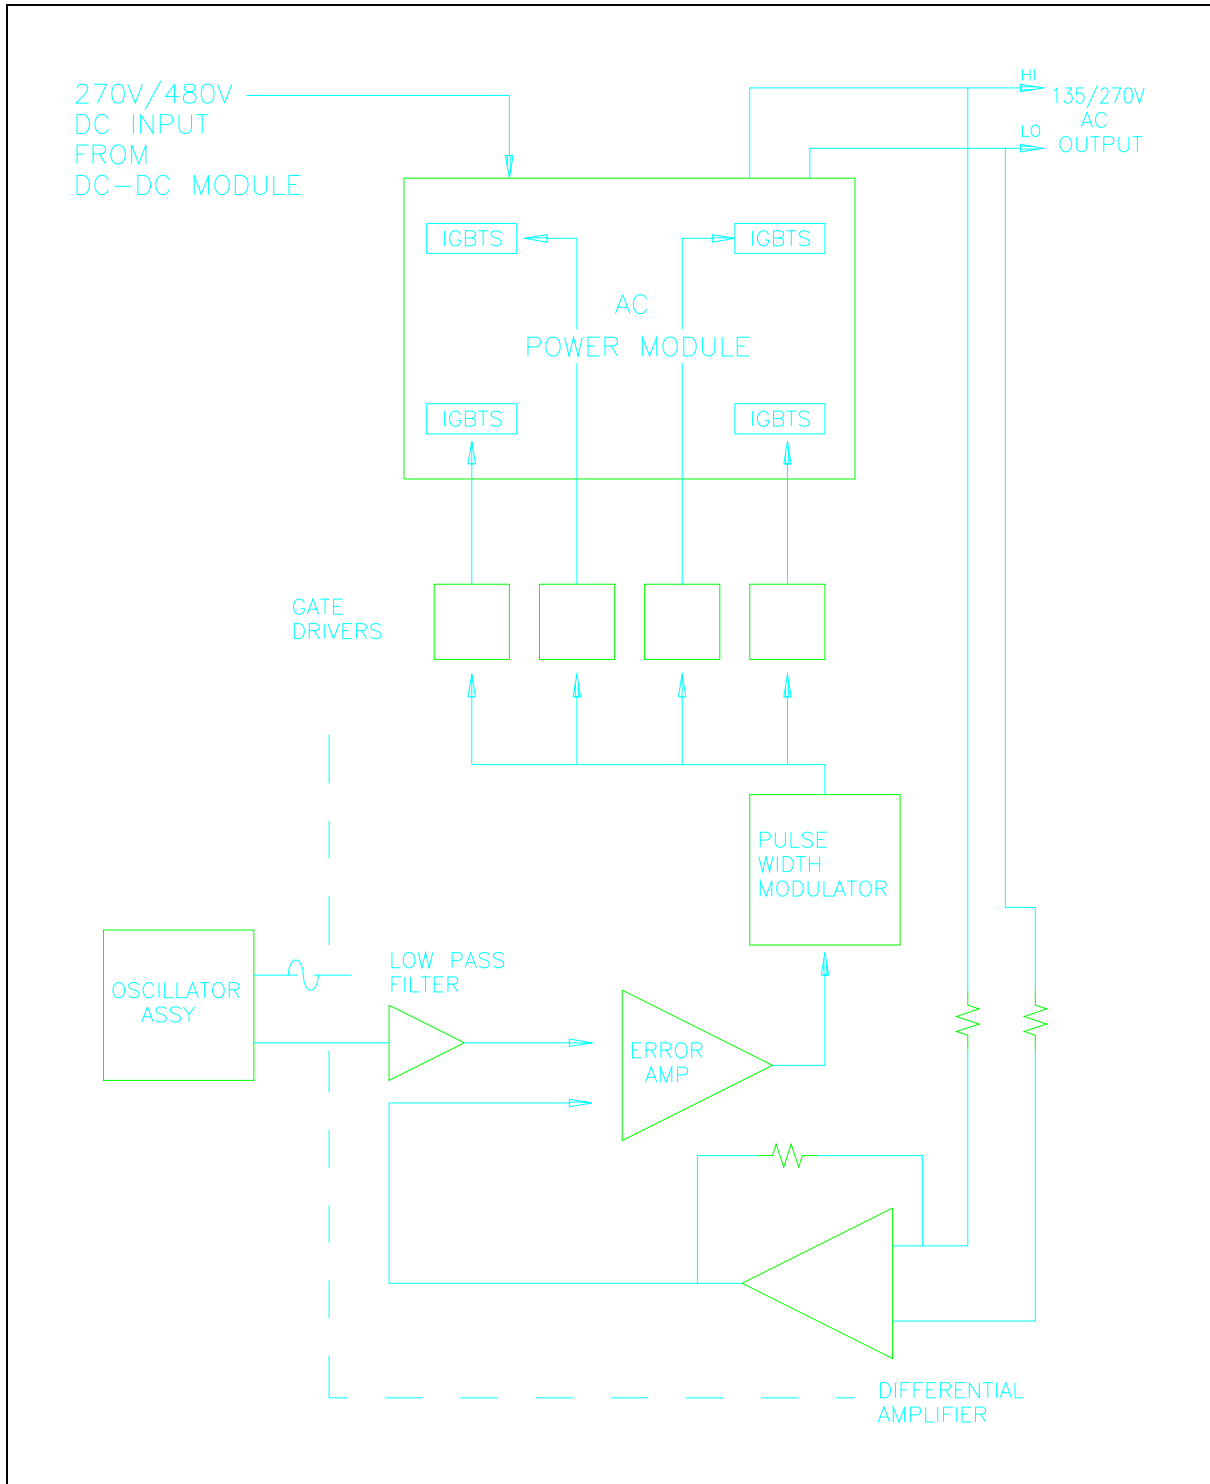 270V/480V
DC INPUT
FROM
DC-DC MODULE
HI
135/270V
AC
LO
OUTPUT
IGBTS
IGBTS
AC
POWER MODULE
IGBTS
IGBTS
GATE
DRIVERS
PULSE
WIDTH
MODULATOR
OSCILLATOR
ASSY
LOW PASS
FILTER
ERROR
AMP
DIFFERENTIAL
AMPLIFIER